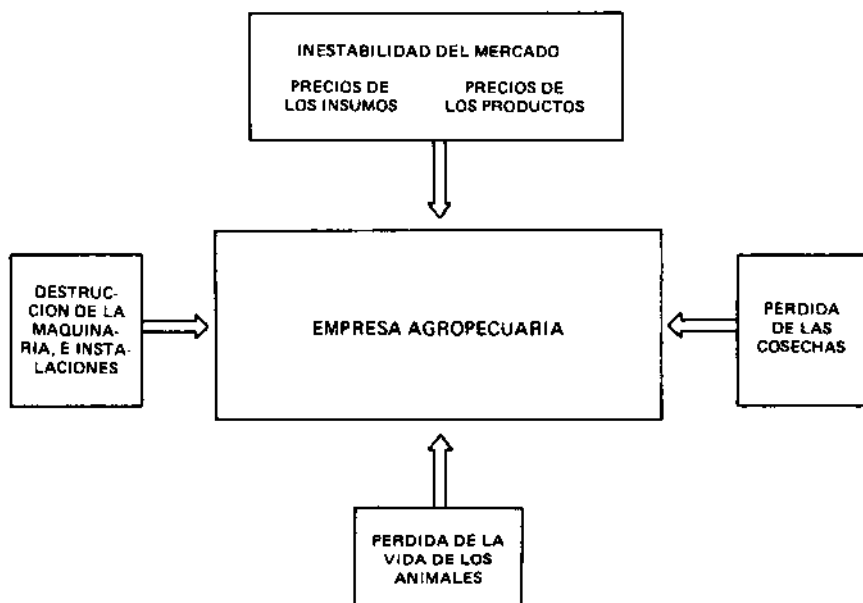 INESTABILIDAD DEL MERCADO
PRECIOS DE
LOS INSUMOS
PRECIOS DE
LOS PRODUCTOS
DESTRUC-
CION DE LA
MAQUINA-
RIA, E INSTA-
LACIONES
EMPRESA AGROPECUARIA
PERDIDA
DE LAS
COSECHAS
PERDIDA DE LA
VIDA DE LOS
ANIMALES